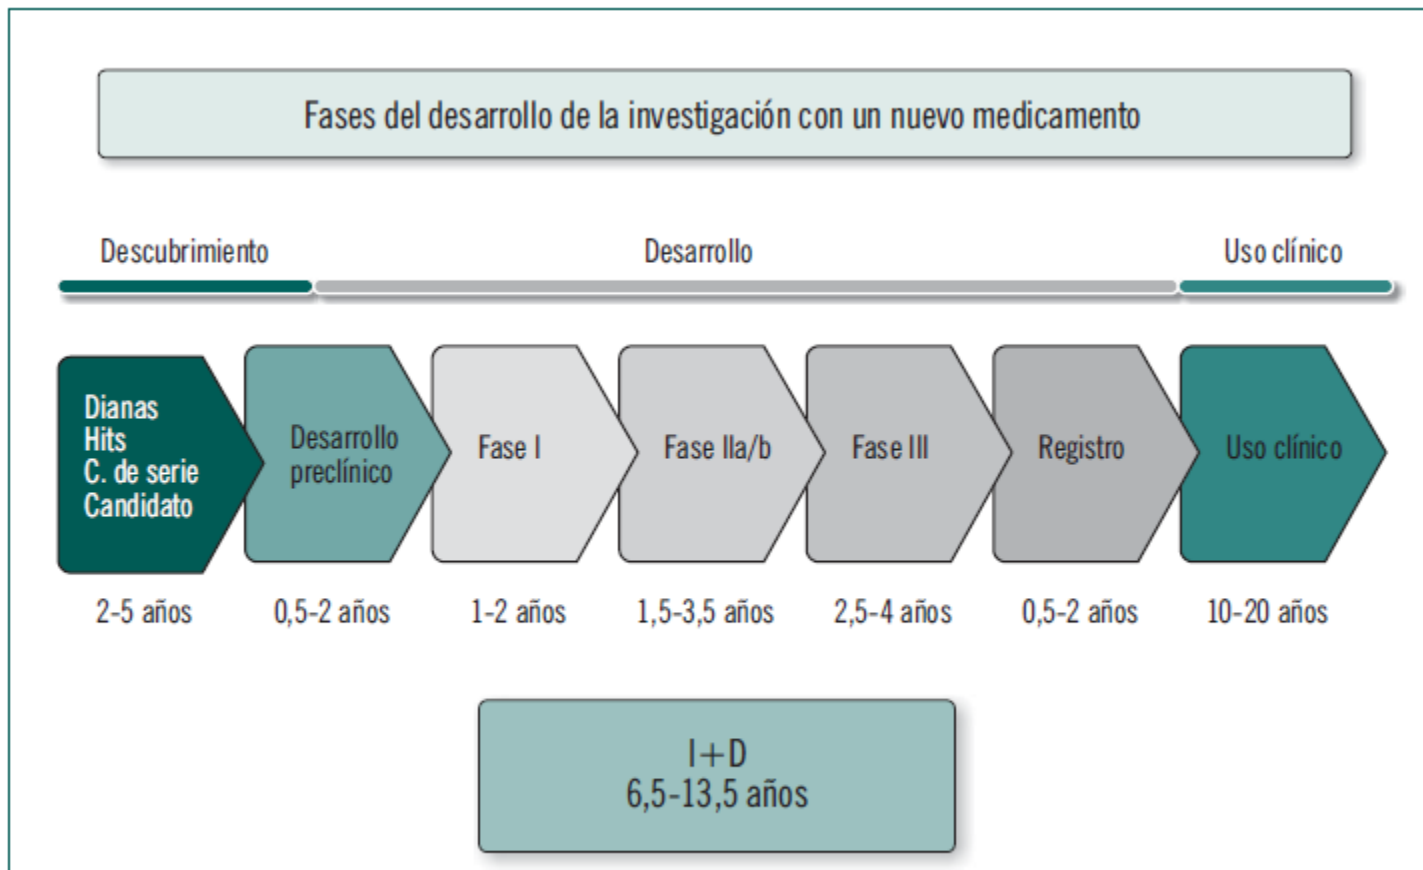 Fases del desarrollo de la investigación con un nuevo medicamento
Descubrimiento
Desarrollo
Uso clínico
Dianas
Hits
C. de serie
Candidato
Desarrollo
preclínico
Fase I
Fase IIa/b
Fase III
Registro
Uso clínico
2–5 años
0,5–2 años
1–2 años
1,5–3,5 años
2,5–4 años
0,5–2 años
10–20 años
I+D
6,5–13,5 años